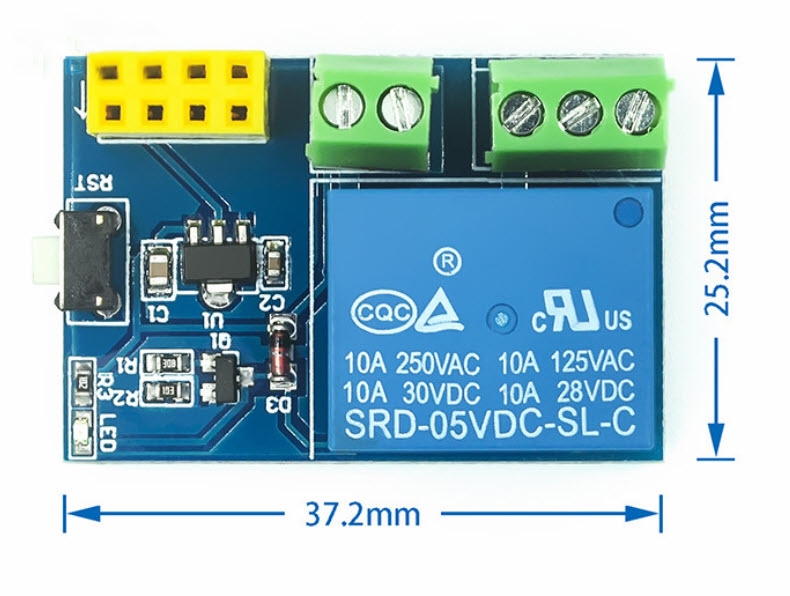 RST
C1
U1
C2
Q1
R1
R2
R3
D3
LED
®
CQC
C RU US
10A 250VAC 10A 125VAC
10A 30VDC 10A 28VDC
SRD-05VDC-SL-C
25.2mm
37.2mm